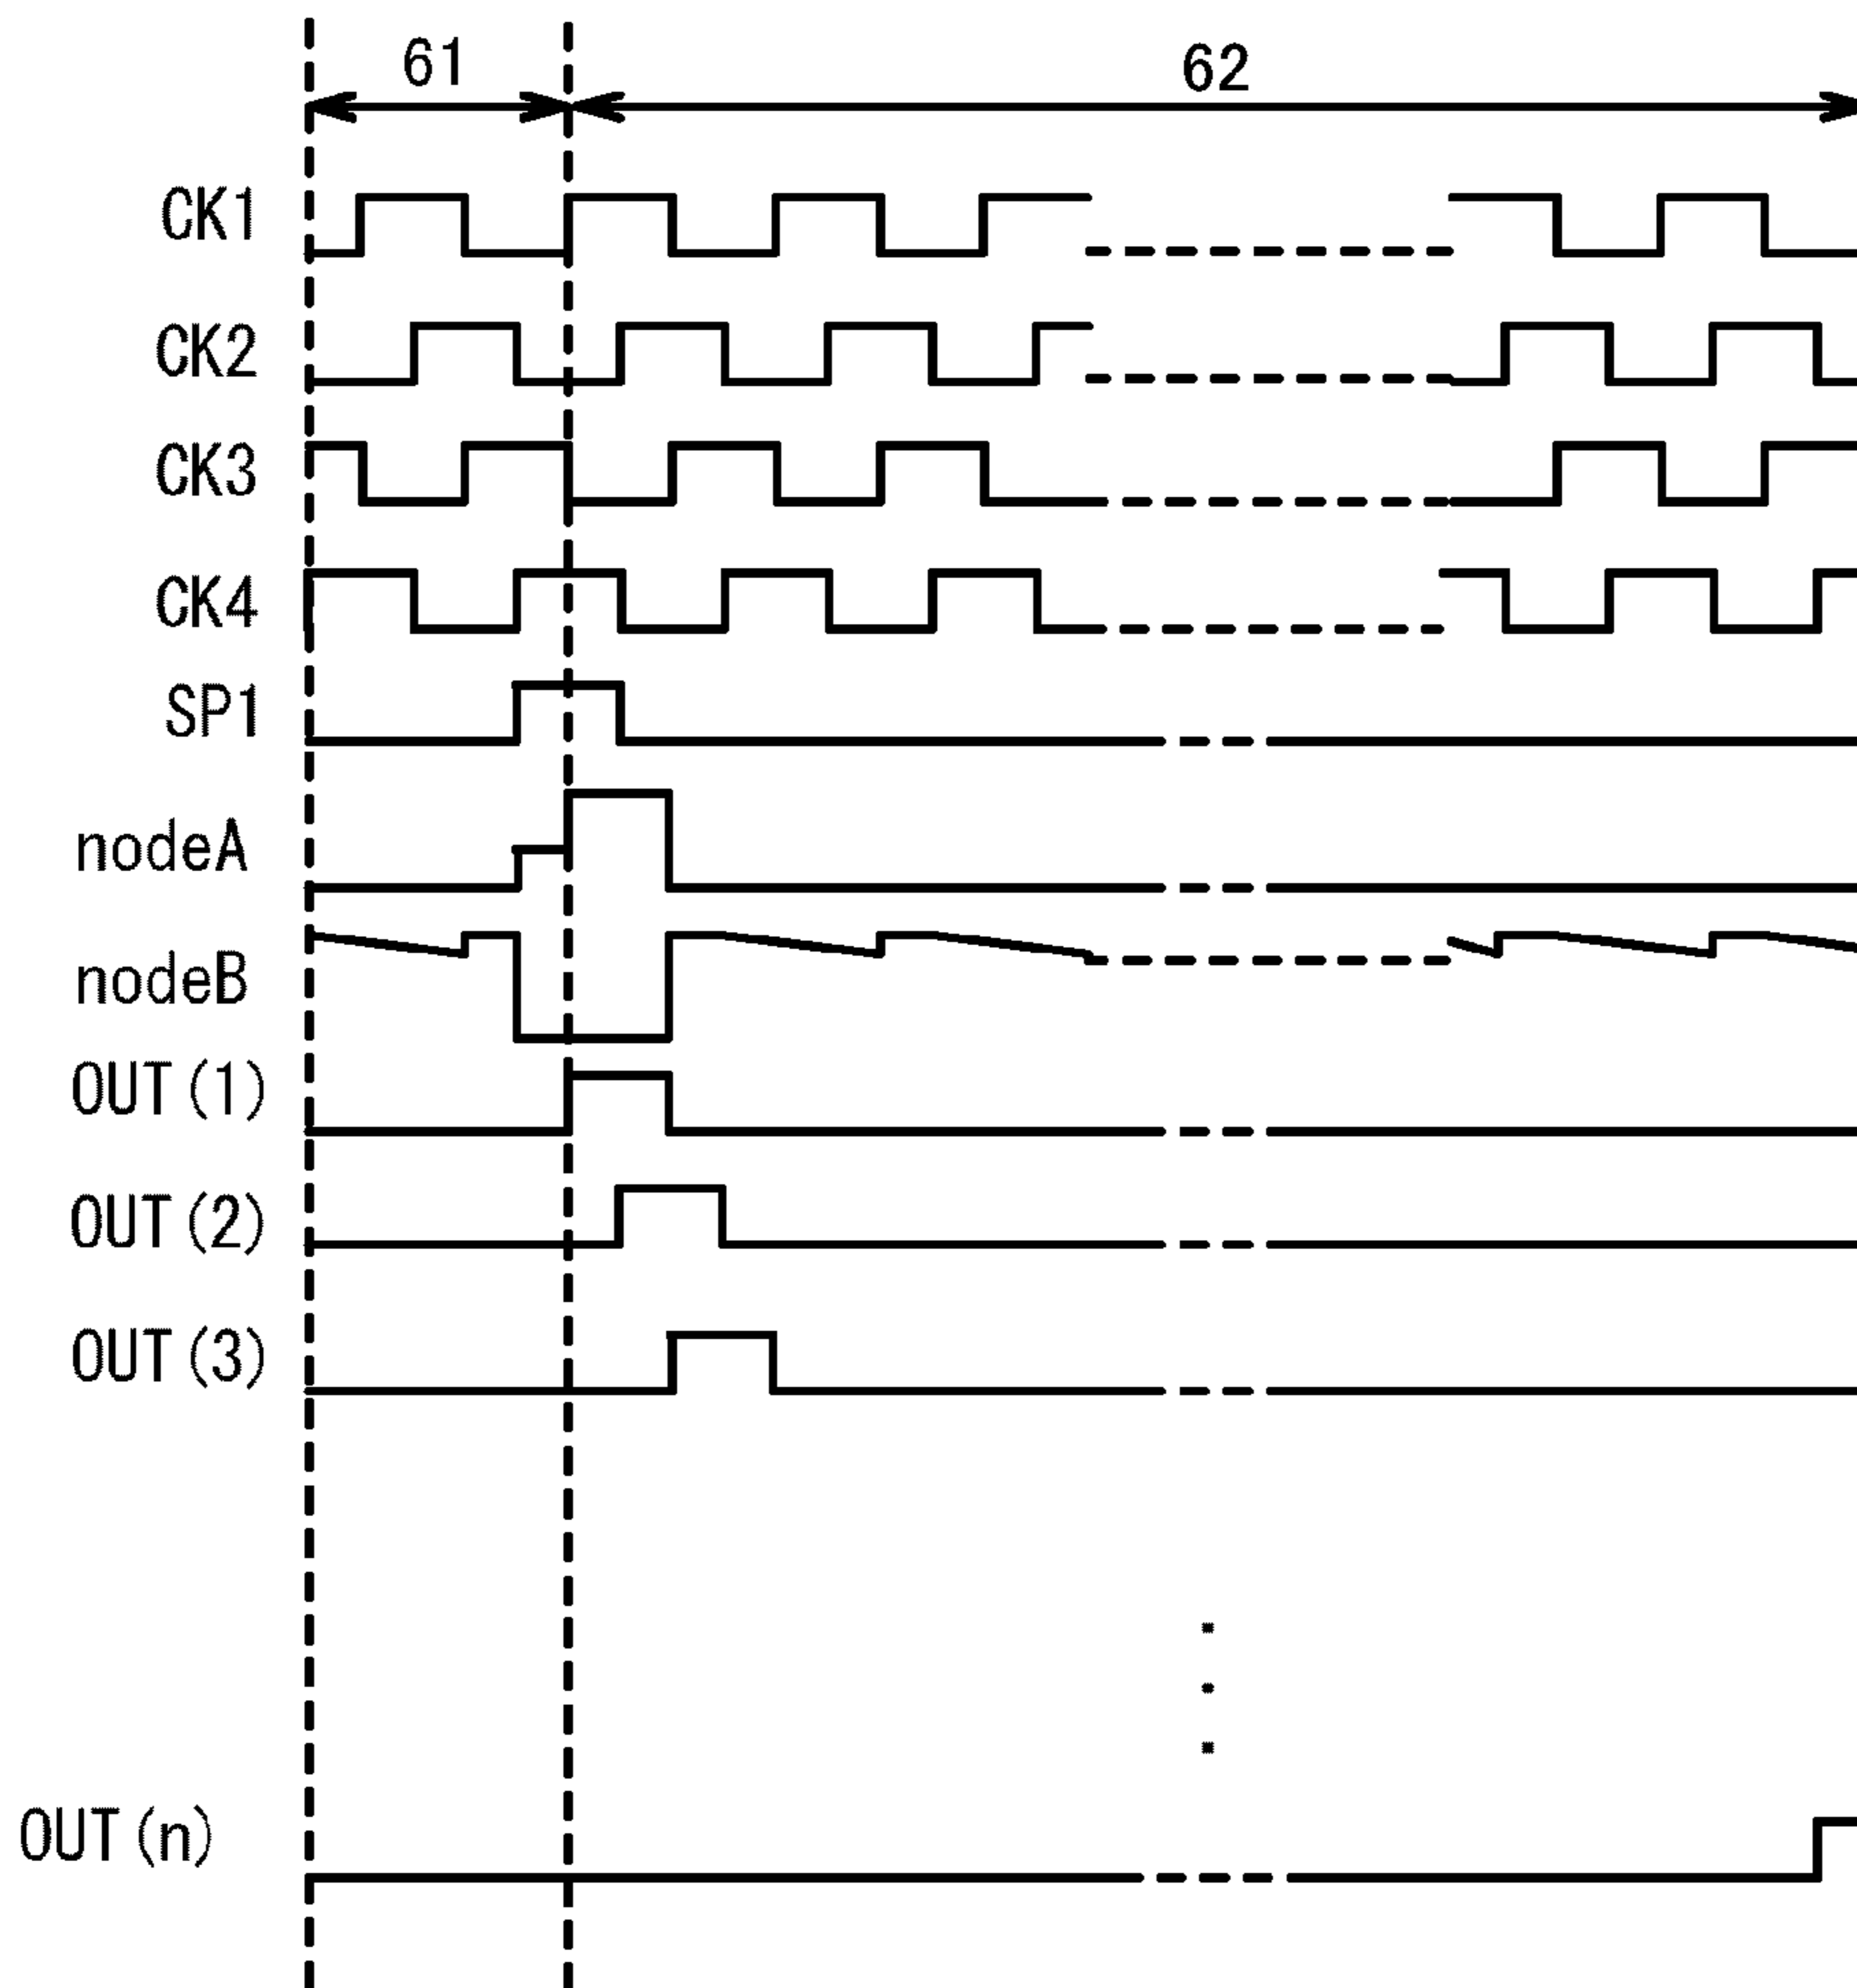 61 62
CK1
CK2
CK3
CK4
SP1
nodeA
nodeB
OUT(1)
OUT(2)
OUT(3)
OUT(n)